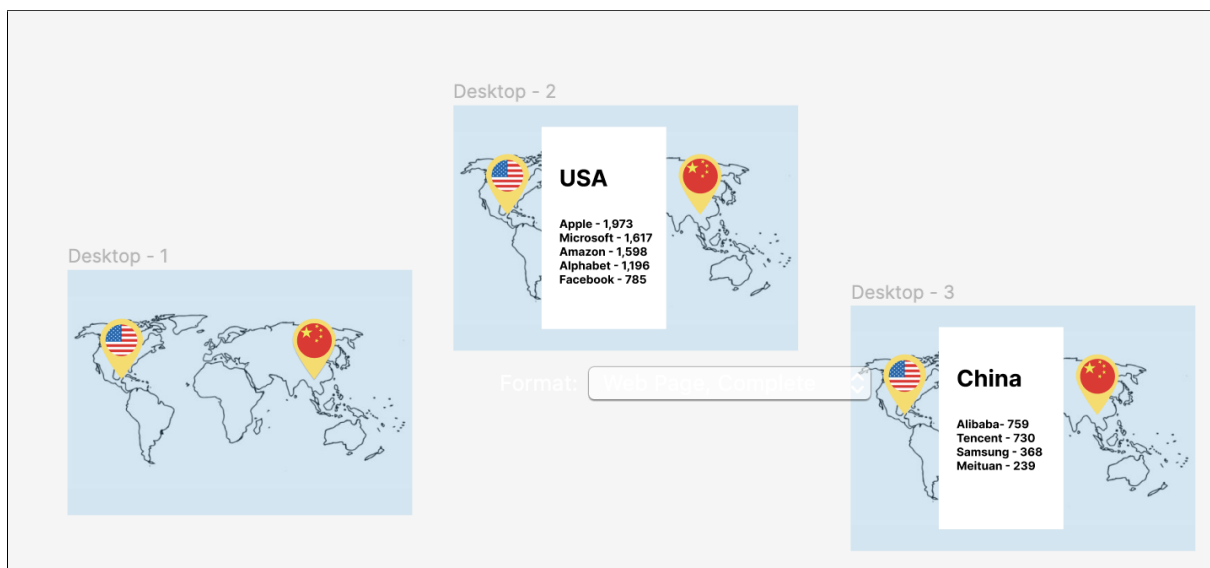 Desktop - 2
USA
Apple - 1,973
Microsoft - 1,617
Amazon - 1,598
Alphabet - 1,196
Facebook - 785
Desktop - 1
Desktop - 3
Format: Web Page, Complete
China
Alibaba- 759
Tencent - 730
Samsung - 368
Meituan - 239